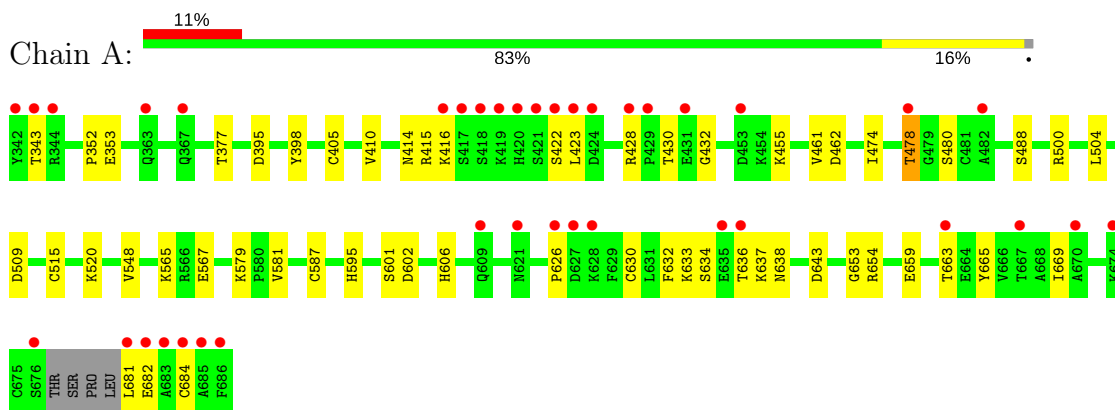 11%
Chain A:
83% 16% •
Y342 T343 R344 Q363 Q367 P352 E353 T377 D395 Y398 C405 V410 N414 R415 K416 S417 S418 K419 H420 S421 S422 L423 D424 R428 P429 T430 E431 G432 D453 K454 K455 V461 D462 I474 T478 G479 S480 C481 A482 S488 R500 L504
D509 C515 K520 V548 K565 R566 E567 K579 P580 V581 C587 H595 S601 D602 H606 Q609 N621 P626 D627 K628 F629 C630 L631 F632 K633 S634 E635 T636 K637 N638 D643 G653 R654 E659 T663 E664 Y665 V666 T667 A668 I669 A670 K674
C675 S676 THR SER PRO LEU L681 E682 A683 C684 A685 F686